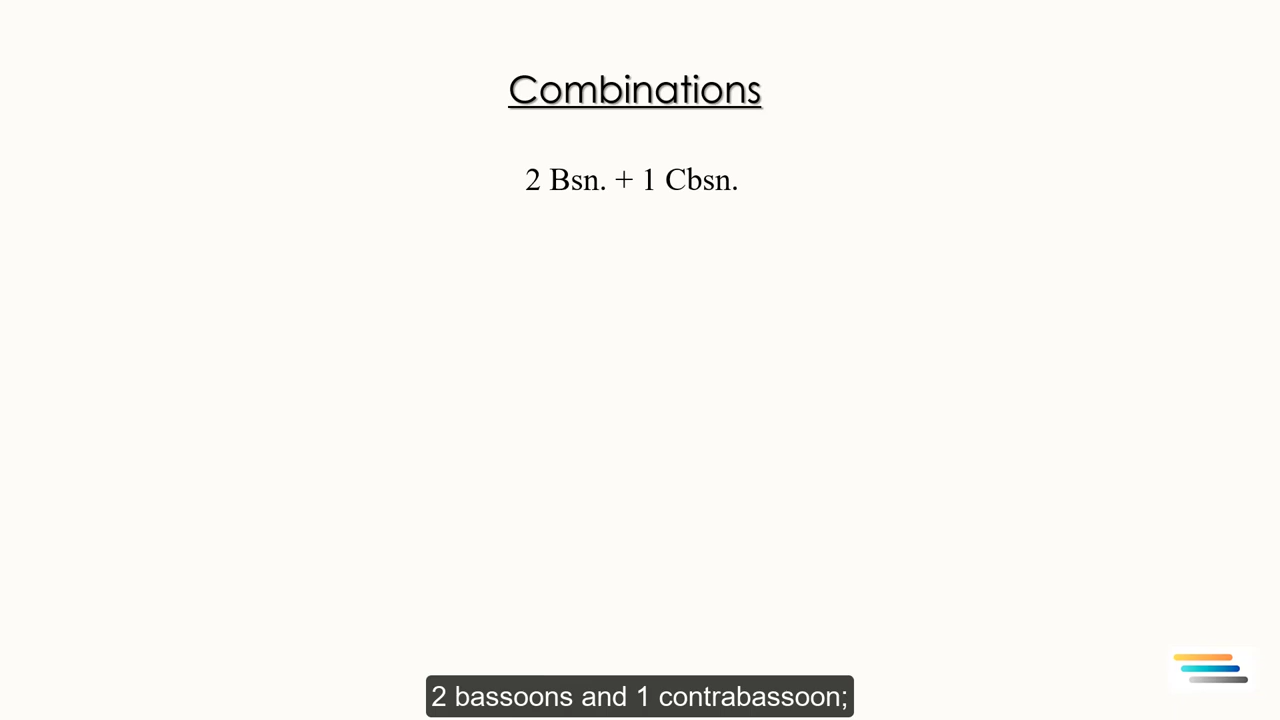 Combinations
2 Bsn. + 1 Cbsn.
2 bassoons and 1 contrabassoon;